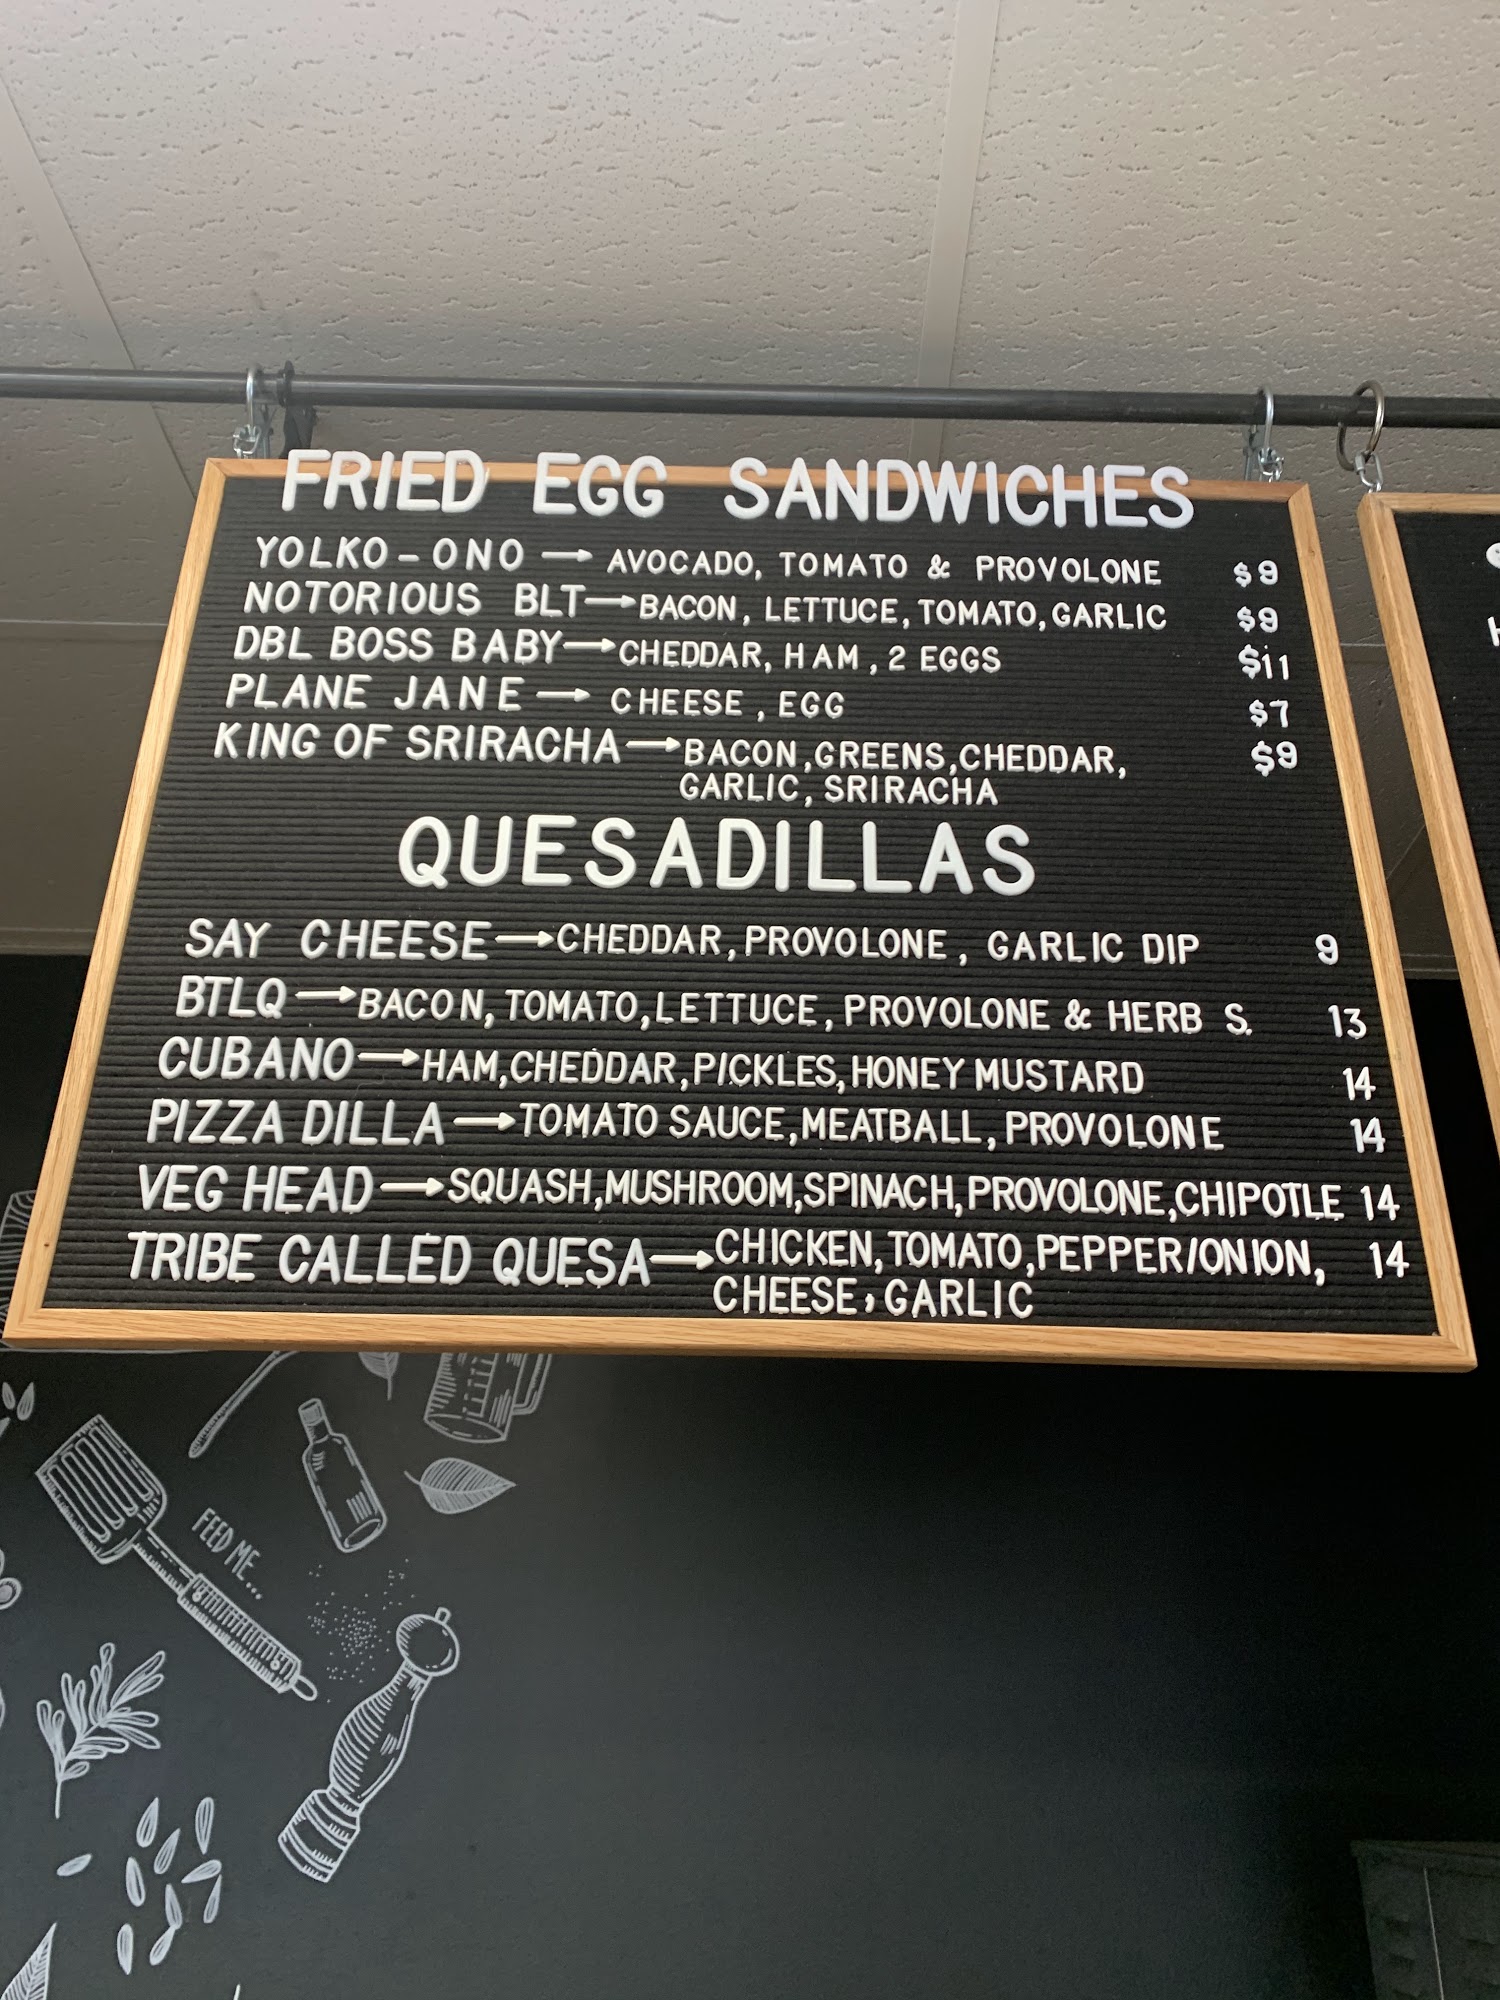 FRIED EGG SANDWICHES
YOLKO-ONO → AVOCADO, TOMATO & PROVOLONE $9
NOTORIOUS BLT → BACON, LETTUCE, TOMATO, GARLIC $9
DBL BOSS BABY → CHEDDAR, HAM, 2 EGGS $11
PLANE JANE → CHEESE, EGG $7
KING OF SRIRACHA → BACON, GREENS, CHEDDAR, $9
GARLIC, SRIRACHA
QUESADILLAS
SAY CHEESE → CHEDDAR, PROVOLONE, GARLIC DIP 9
BTLQ → BACON, TOMATO, LETTUCE, PROVOLONE & HERB S. 13
CUBANO → HAM, CHEDDAR, PICKLES, HONEY MUSTARD 14
PIZZA DILLA → TOMATO SAUCE, MEATBALL, PROVOLONE 14
VEG HEAD → SQUASH, MUSHROOM, SPINACH, PROVOLONE, CHIPOTLE 14
TRIBE CALLED QUESA → CHICKEN, TOMATO, PEPPER/ONION, 14
CHEESE, GARLIC
FEED ME...